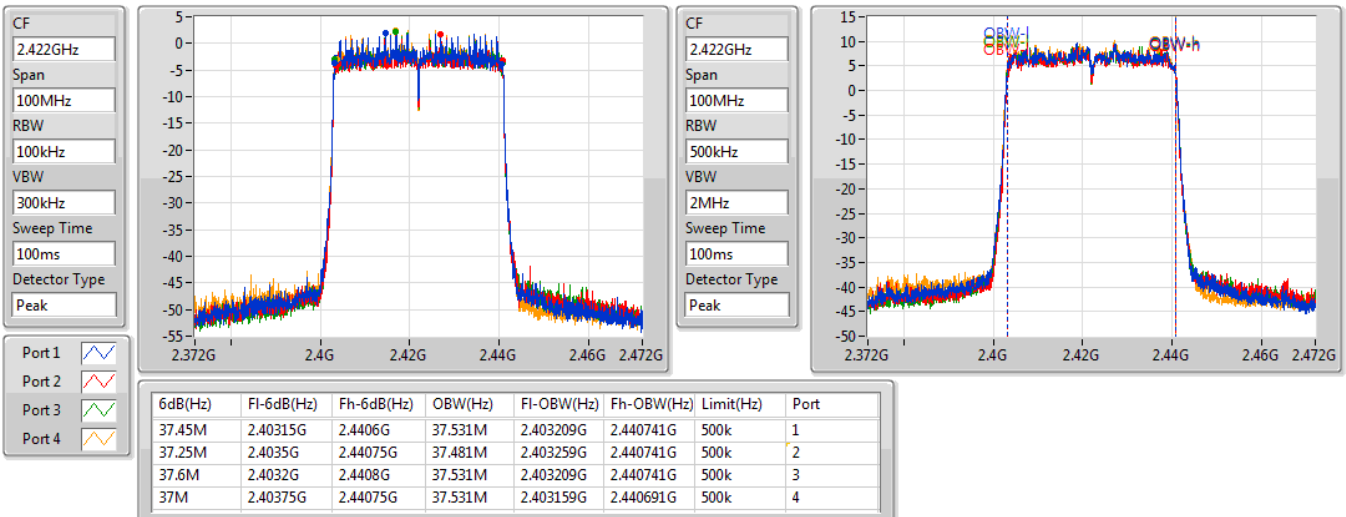 CF
2.422GHz
Span
100MHz
RBW
100kHz
VBW
300kHz
Sweep Time
100ms
Detector Type
Peak
5
0
-5
-10
-15
-20
-25
-30
-35
-40
-45
-50
-55
2.372G 2.4G 2.42G 2.44G 2.46G 2.472G
CF
2.422GHz
Span
100MHz
RBW
500kHz
VBW
2MHz
Sweep Time
100ms
Detector Type
Peak
15
10
5
0
-5
-10
-15
-20
-25
-30
-35
-40
-45
-50
OBW-l
OBW-h
2.372G 2.4G 2.42G 2.44G 2.46G 2.472G
Port 1
Port 2
Port 3
Port 4
6dB(Hz) Fl-6dB(Hz) Fh-6dB(Hz) OBW(Hz) Fl-OBW(Hz) Fh-OBW(Hz) Limit(Hz) Port
37.45M 2.40315G 2.4406G 37.531M 2.403209G 2.440741G 500k 1
37.25M 2.4035G 2.44075G 37.481M 2.403259G 2.440741G 500k 2
37.6M 2.4032G 2.4408G 37.531M 2.403209G 2.440741G 500k 3
37M 2.40375G 2.44075G 37.531M 2.403159G 2.440691G 500k 4